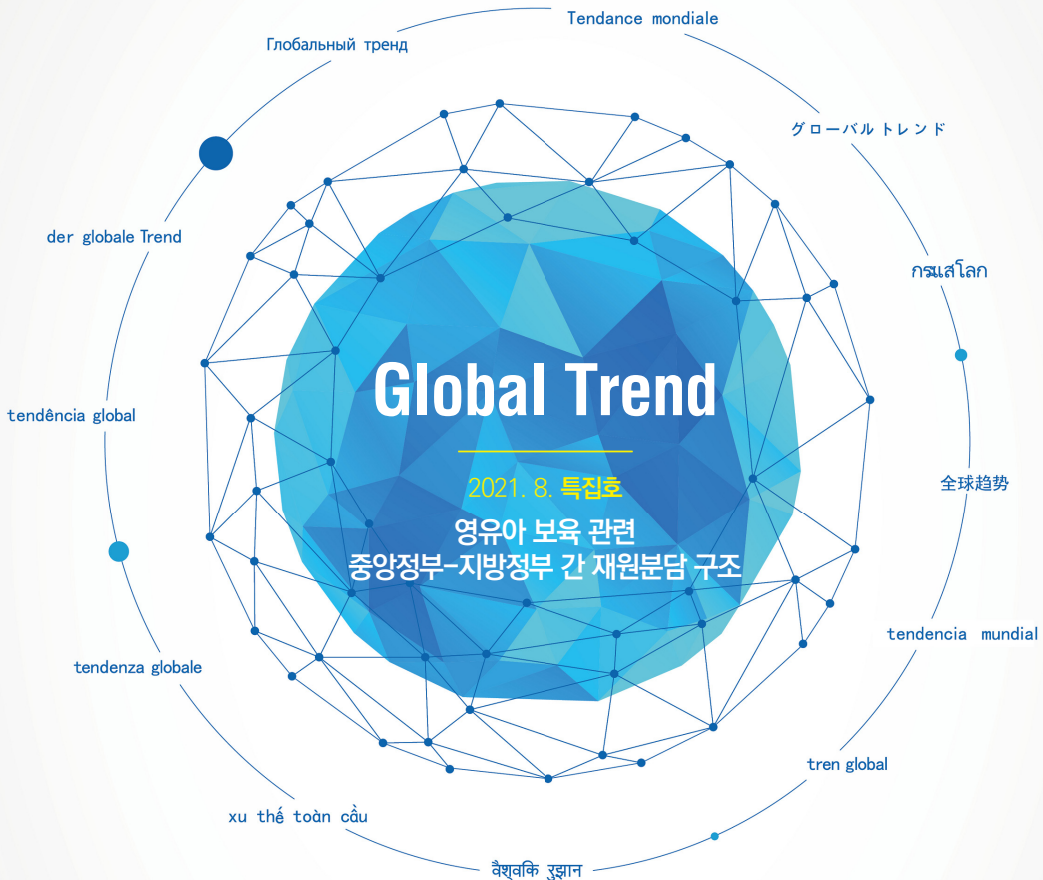 Tendance mondiale
Глобальный тренд
グローバルトレンド
der globale Trend
กระแสโลก
Global Trend
tendência global
2021. 8. 특집호
全球趋势
영유아 보육 관련
중앙정부-지방정부 간 재원분담 구조
tendencia mundial
tendenza globale
tren global
xu thế toàn cầu
वैश्वकि रुझान